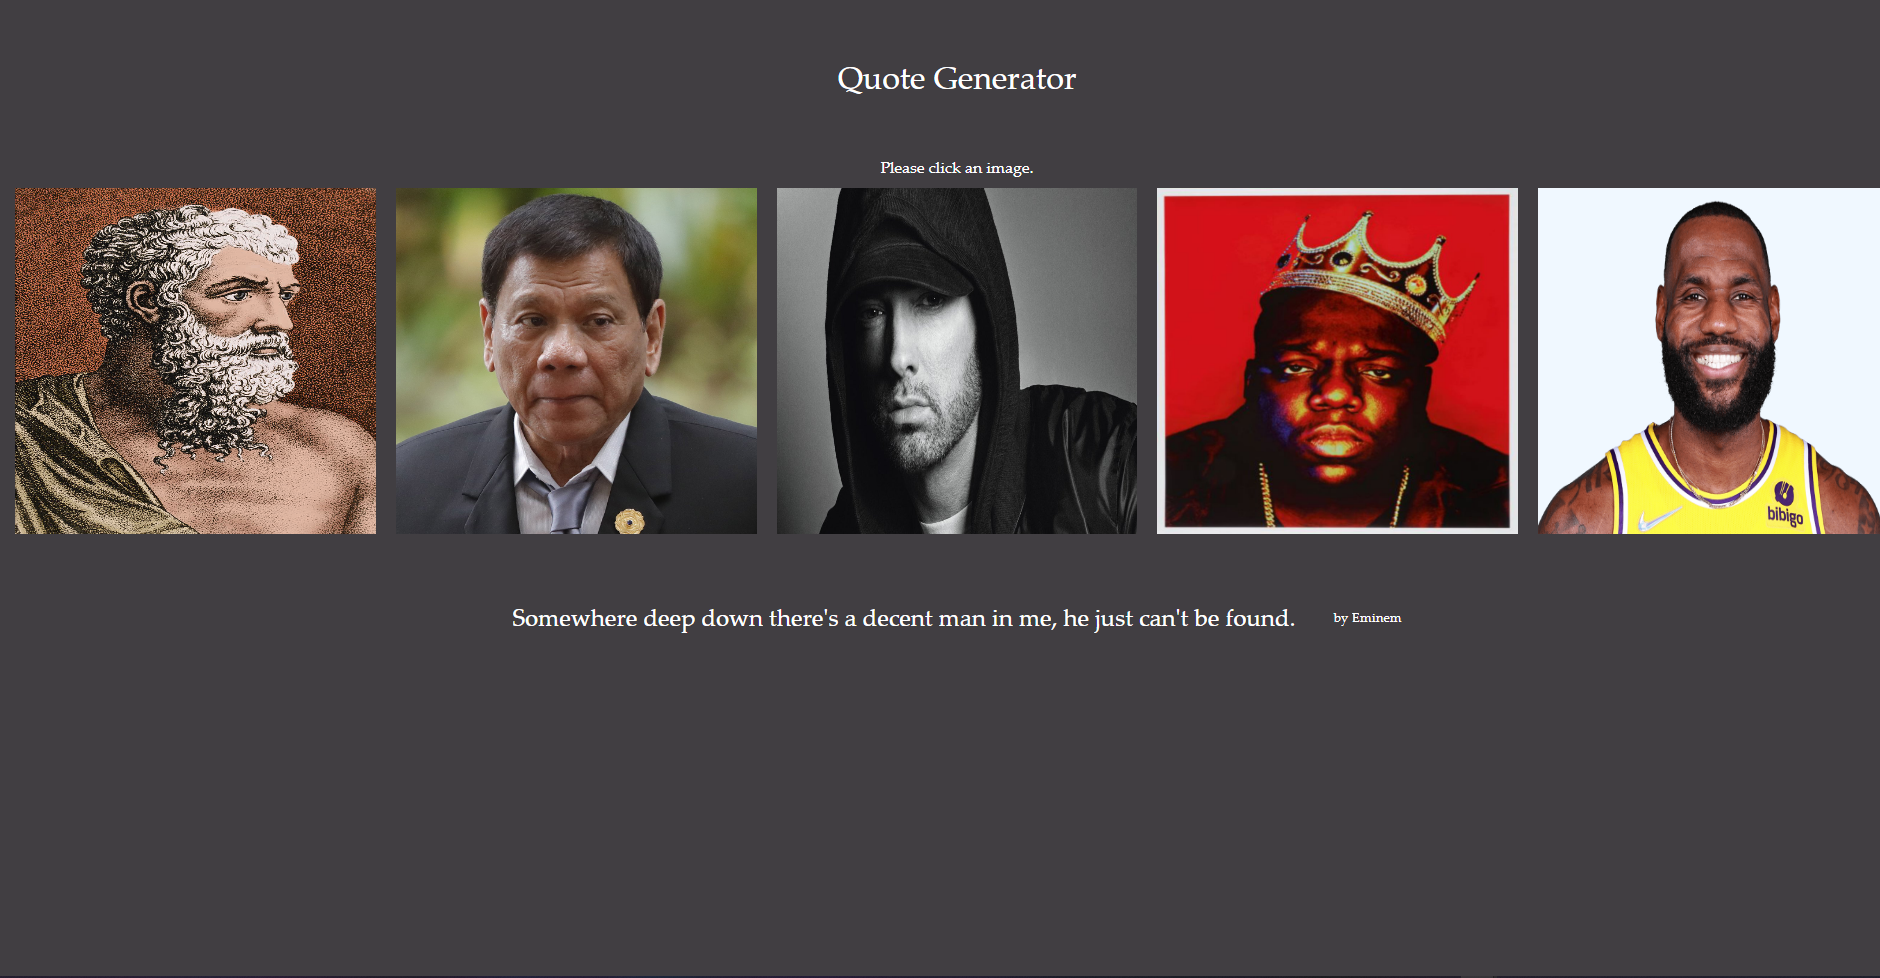 Quote Generator
Please click an image.
bibigo
Somewhere deep down there's a decent man in me, he just can't be found. by Eminem